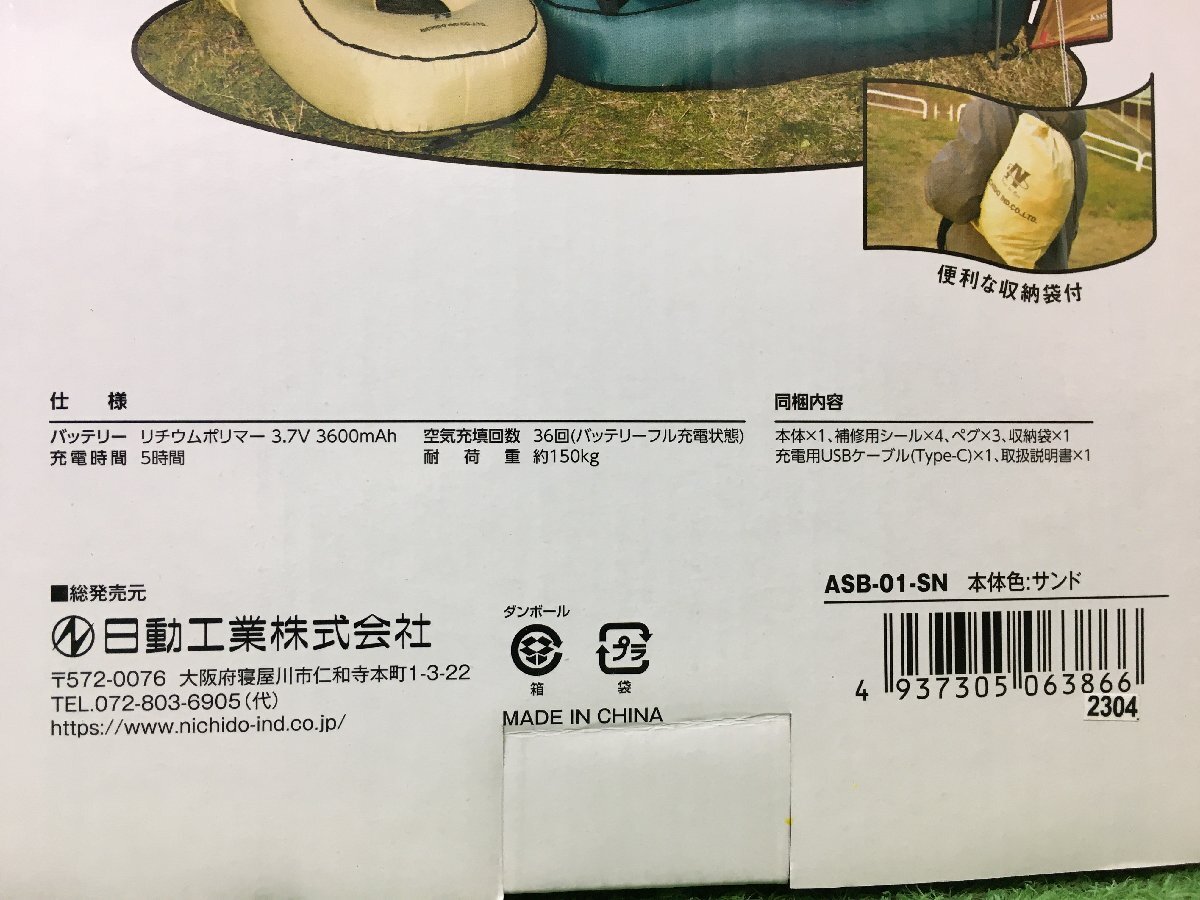 NICHIDO IND.CO.,LTD.
便利な収納袋付
仕 様
バッテリー リチウムポリマー 3.7V 3600mAh
充電時間 5時間
空気充填回数 36回(バッテリーフル充電状態)
耐荷重 約150kg
同梱内容
本体×1、補修用シール×4、ペグ×3、収納袋×1
充電用USBケーブル(Type-C)×1、取扱説明書×1
■総発売元
日動工業株式会社
〒572-0076 大阪府寝屋川市仁和寺本町1-3-22
TEL.072-803-6905(代)
https://www.nichido-ind.co.jp/
ダンボール
箱
プラ
袋
MADE IN CHINA
ASB-01-SN 本体色:サンド
4 937305 063866
2304